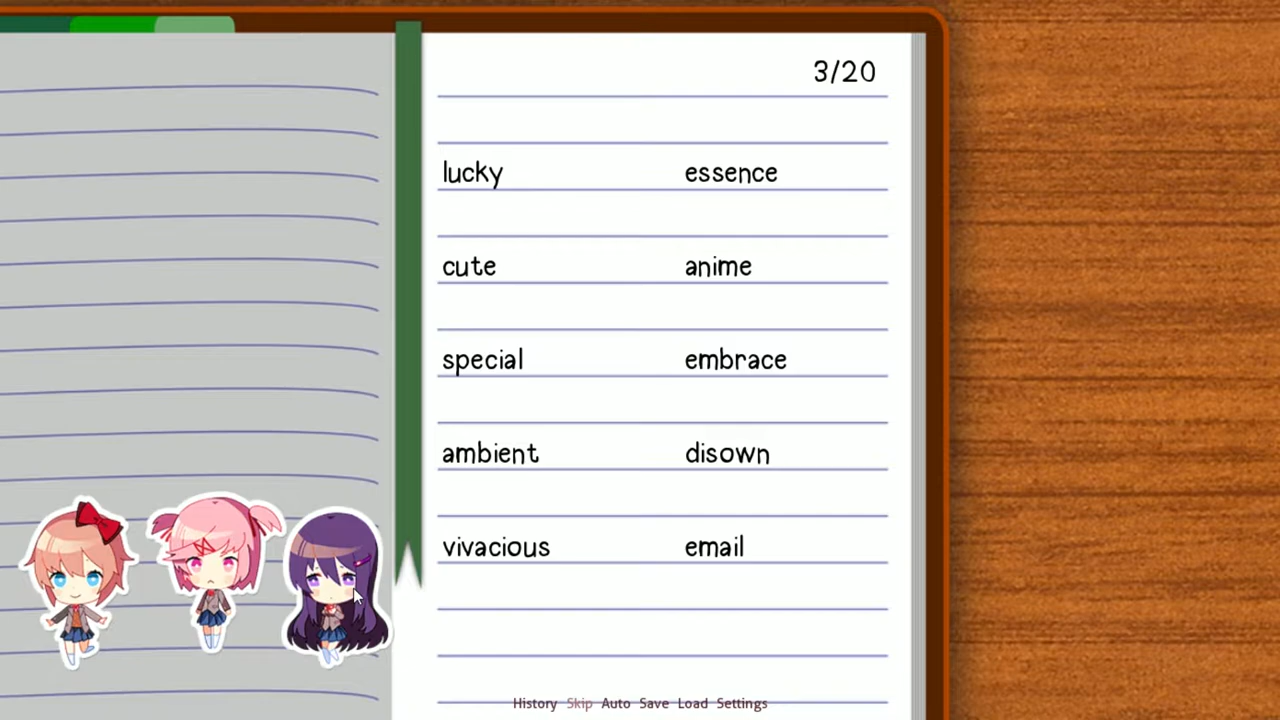 3/20
lucky essence
cute anime
special embrace
ambient disown
vivacious email
History Skip Auto Save Load Settings